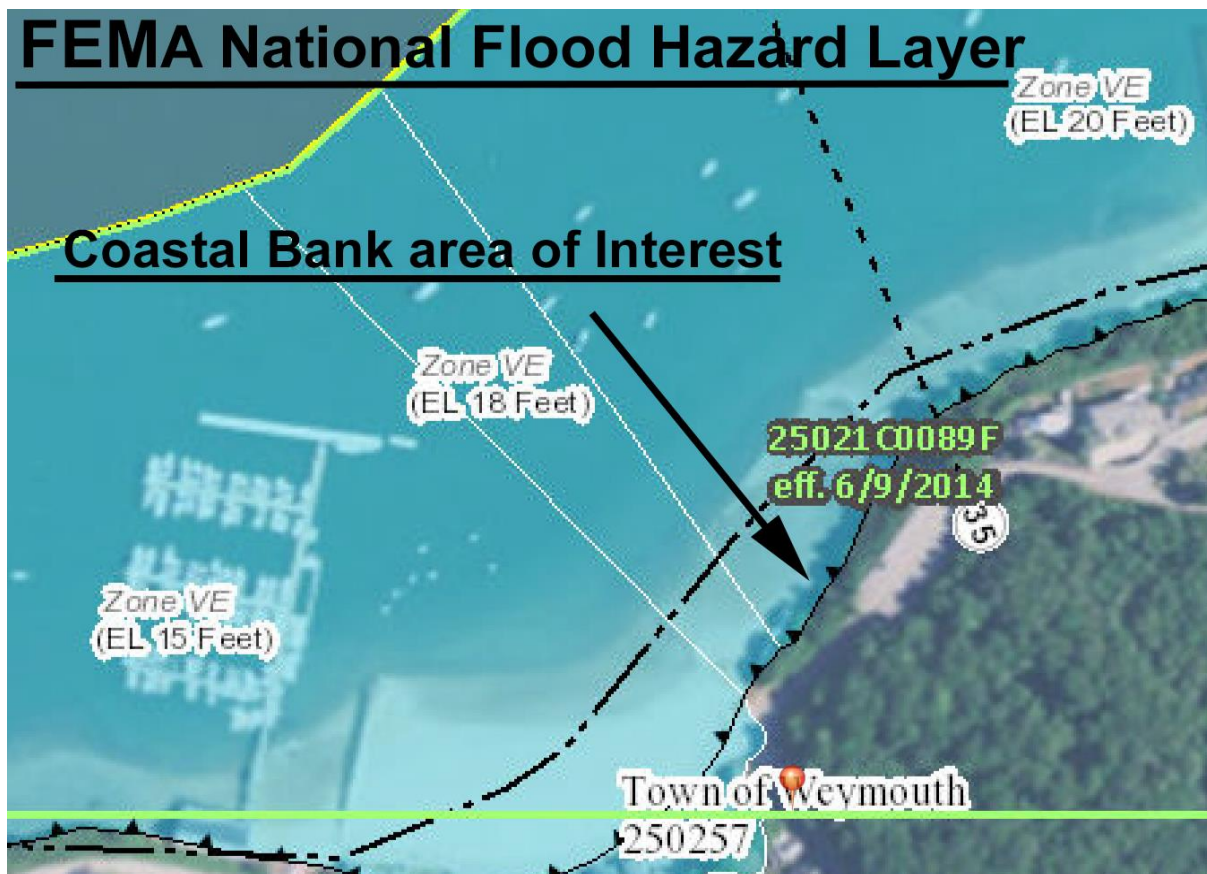 FEMA National Flood Hazard Layer
Zone VE
(EL 20 Feet)
Coastal Bank area of Interest
Zone VE
(EL 18 Feet)
25021C0089F
eff. 6/9/2014
35
Zone VE
(EL 15 Feet)
Town of Weymouth
250257